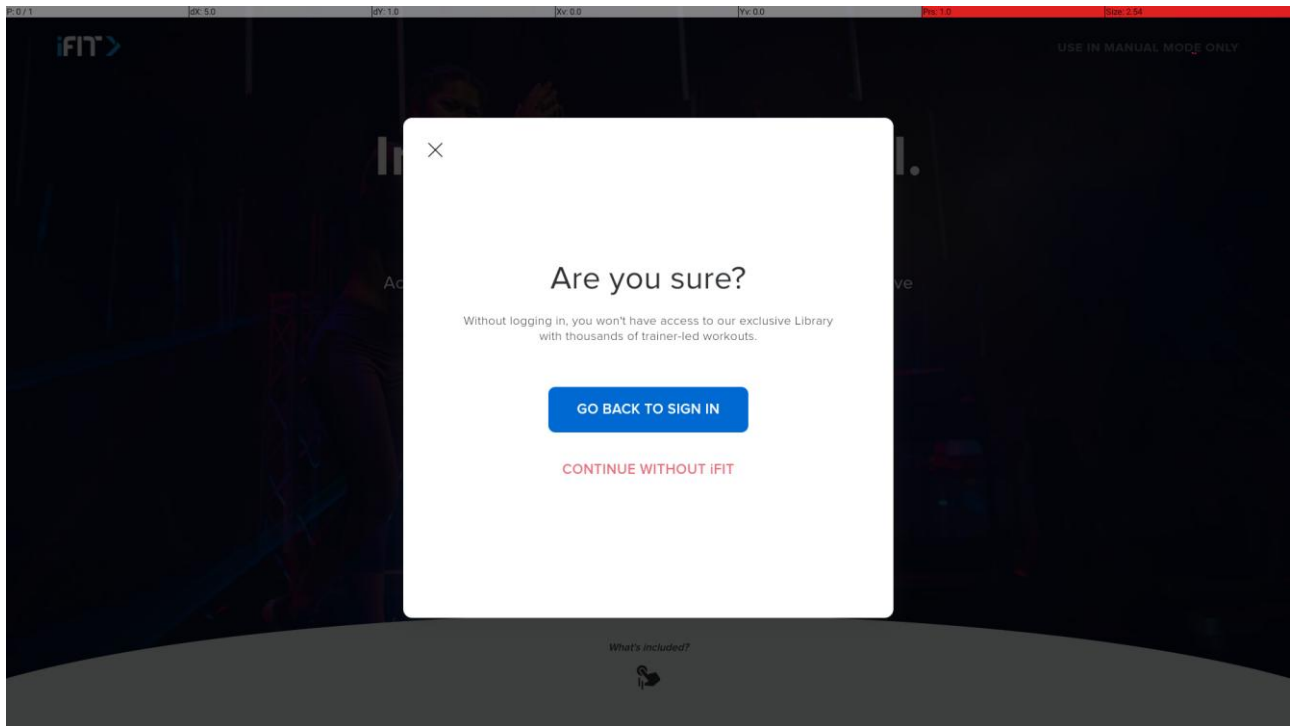 P: 0 / 1 dX: 5.0 dY: 1.0 Xv: 0.0 Yv: 0.0 Prs: 1.0 Size: 2.54
iFIT
USE IN MANUAL MODE ONLY
Are you sure?
Without logging in, you won't have access to our exclusive Library
with thousands of trainer-led workouts.
GO BACK TO SIGN IN
CONTINUE WITHOUT iFIT
What's included?